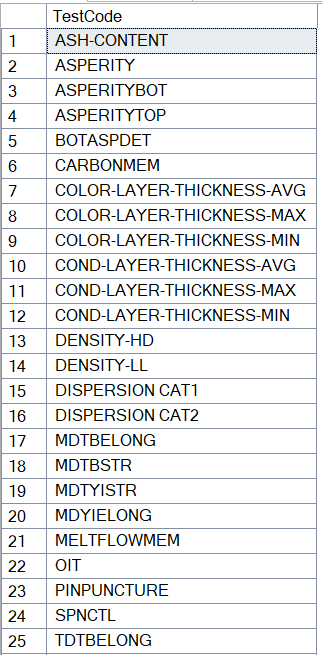 TestCode
1 ASH-CONTENT
2 ASPERITY
3 ASPERITYBOT
4 ASPERITYTOP
5 BOTASPDET
6 CARBONMEM
7 COLOR-LAYER-THICKNESS-AVG
8 COLOR-LAYER-THICKNESS-MAX
9 COLOR-LAYER-THICKNESS-MIN
10 COND-LAYER-THICKNESS-AVG
11 COND-LAYER-THICKNESS-MAX
12 COND-LAYER-THICKNESS-MIN
13 DENSITY-HD
14 DENSITY-LL
15 DISPERSION CAT1
16 DISPERSION CAT2
17 MDTBELONG
18 MDTBSTR
19 MDTYISTR
20 MDYIELONG
21 MELTFLOWMEM
22 OIT
23 PINPUNCTURE
24 SPNCTL
25 TDTBELONG